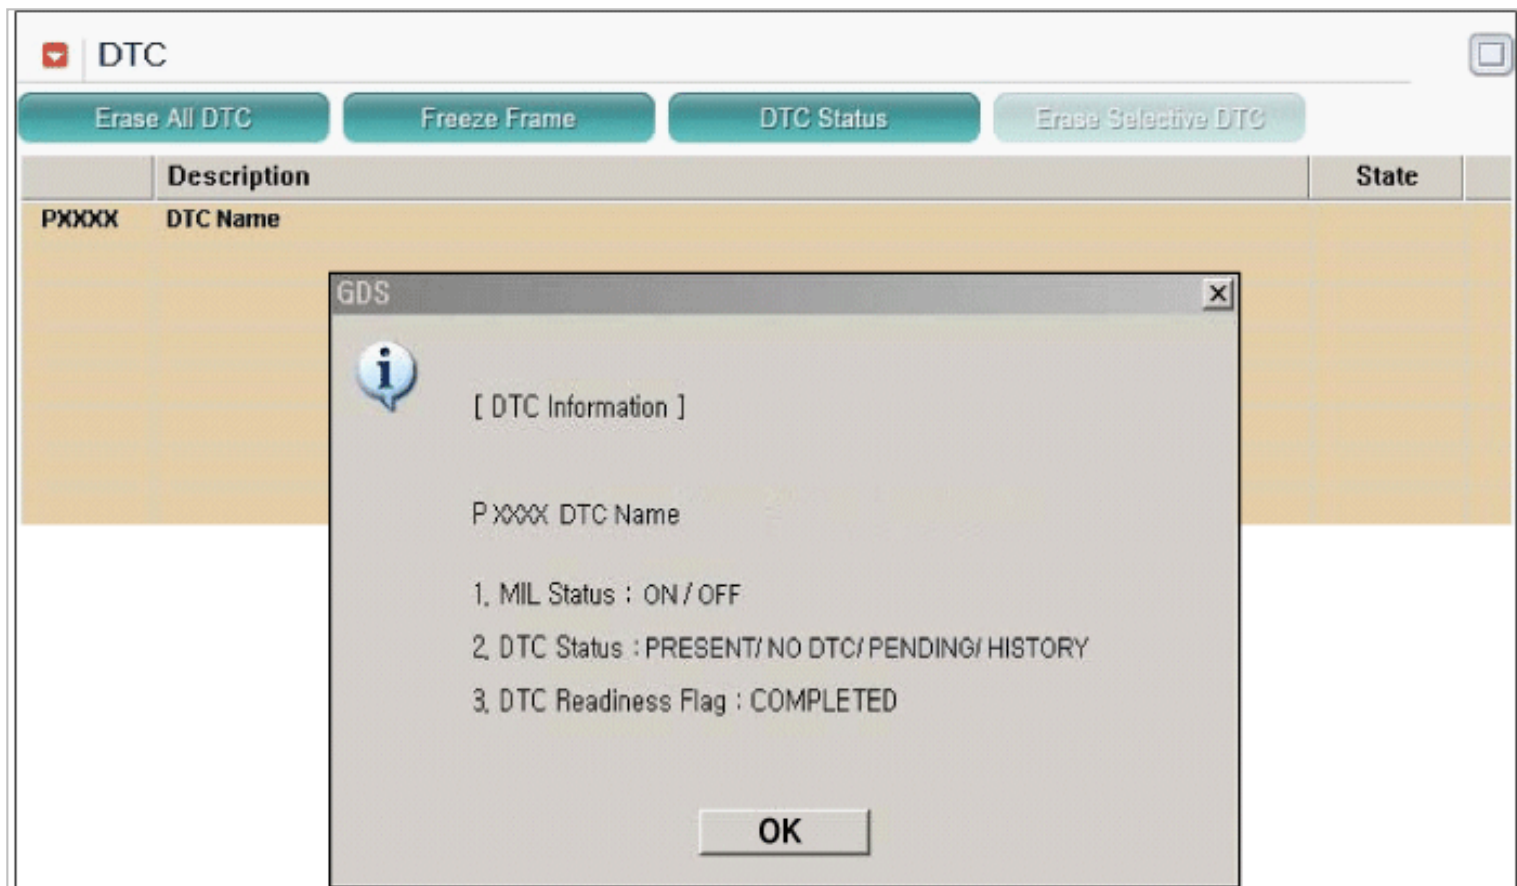 DTC
Erase All DTC Freeze Frame DTC Status Erase Selective DTC
Description State
PXXXX DTC Name
GDS
[ DTC Information ]
PXXXX DTC Name
1. MIL Status : ON / OFF
2. DTC Status : PRESENT/ NO DTC/ PENDING/ HISTORY
3. DTC Readiness Flag : COMPLETED
OK